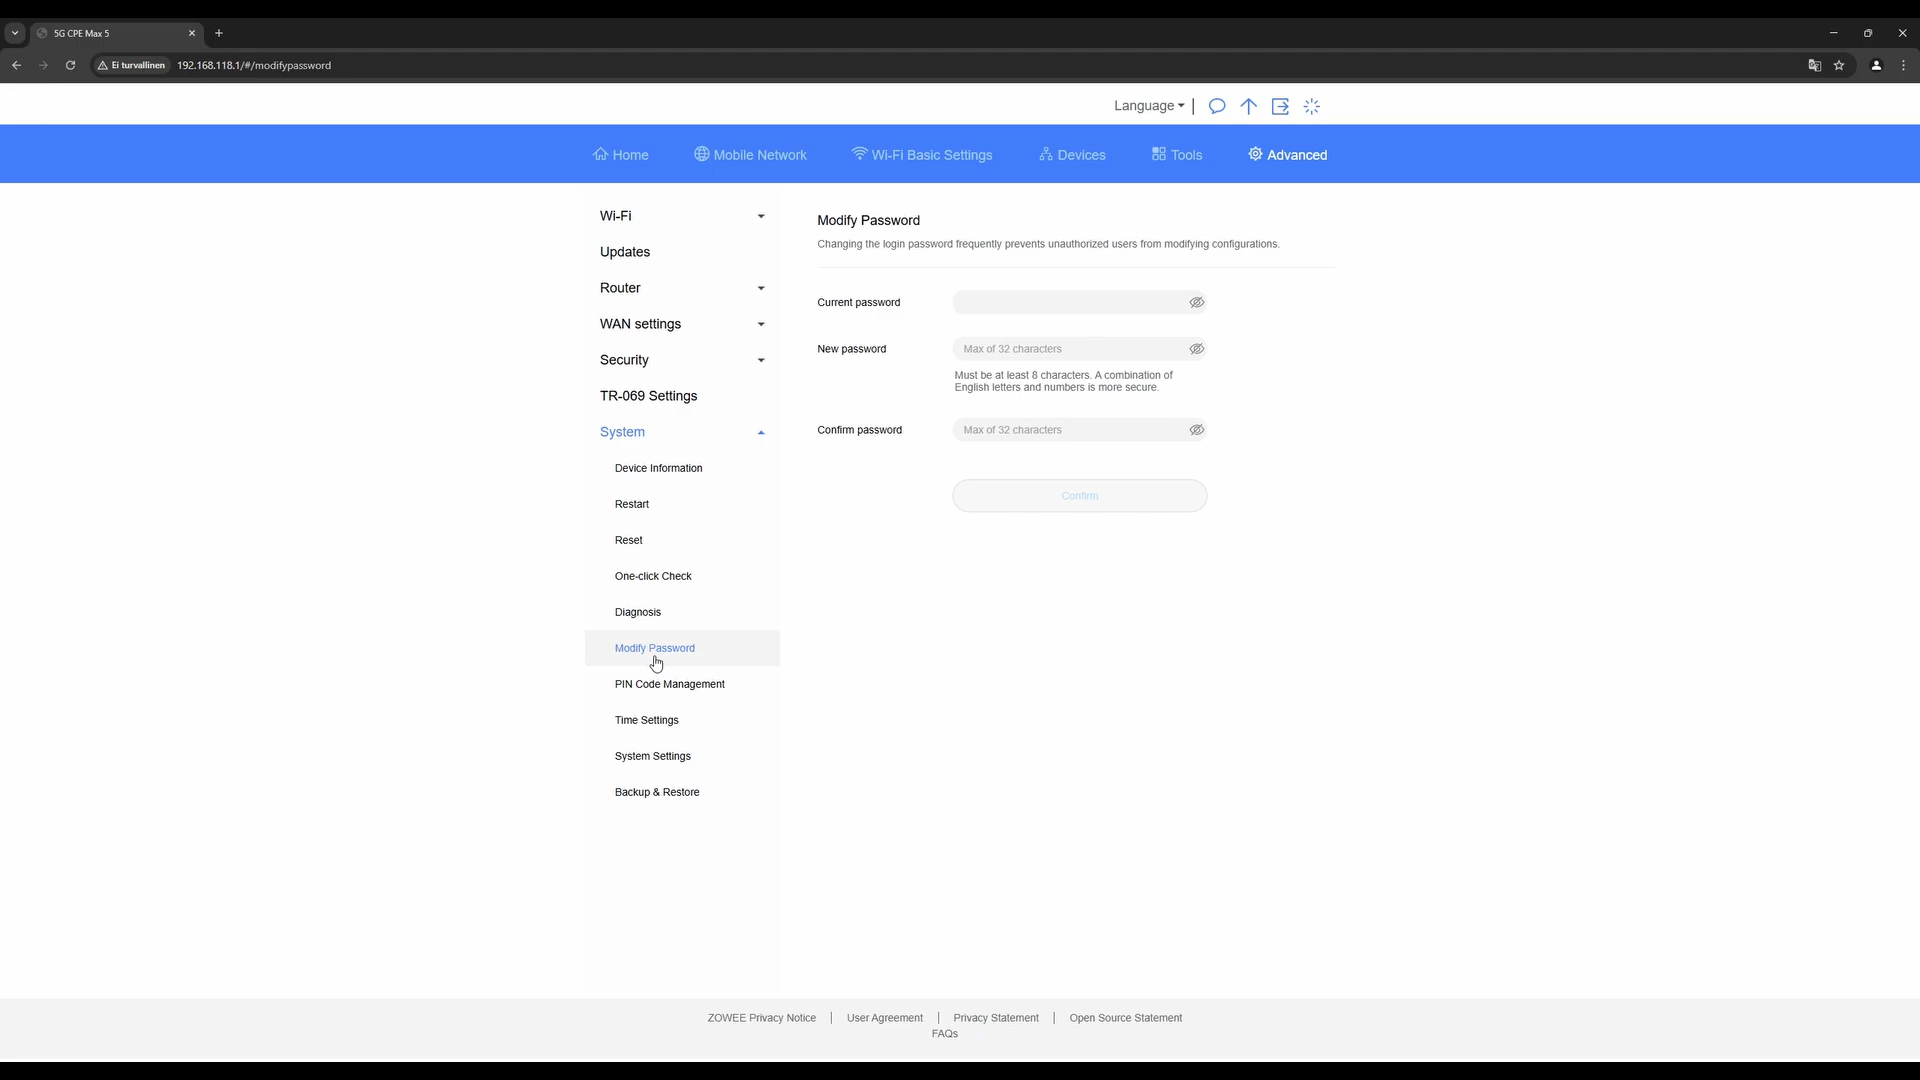 5G CPE Max 5
Ei turvallinen
192.168.118.1/#/modifypassword
Language
Home
Mobile Network
Wi-Fi Basic Settings
Devices
Tools
Advanced
Wi-Fi
Updates
Router
WAN settings
Security
TR-069 Settings
System
Device Information
Restart
Reset
One-click Check
Diagnosis
Modify Password
PIN Code Management
Time Settings
System Settings
Backup & Restore
Modify Password
Changing the login password frequently prevents unauthorized users from modifying configurations.
Current password
New password
Max of 32 characters
Must be at least 8 characters. A combination of
English letters and numbers is more secure.
Confirm password
Max of 32 characters
Confirm
ZOWEE Privacy Notice | User Agreement | Privacy Statement | Open Source Statement
FAQs